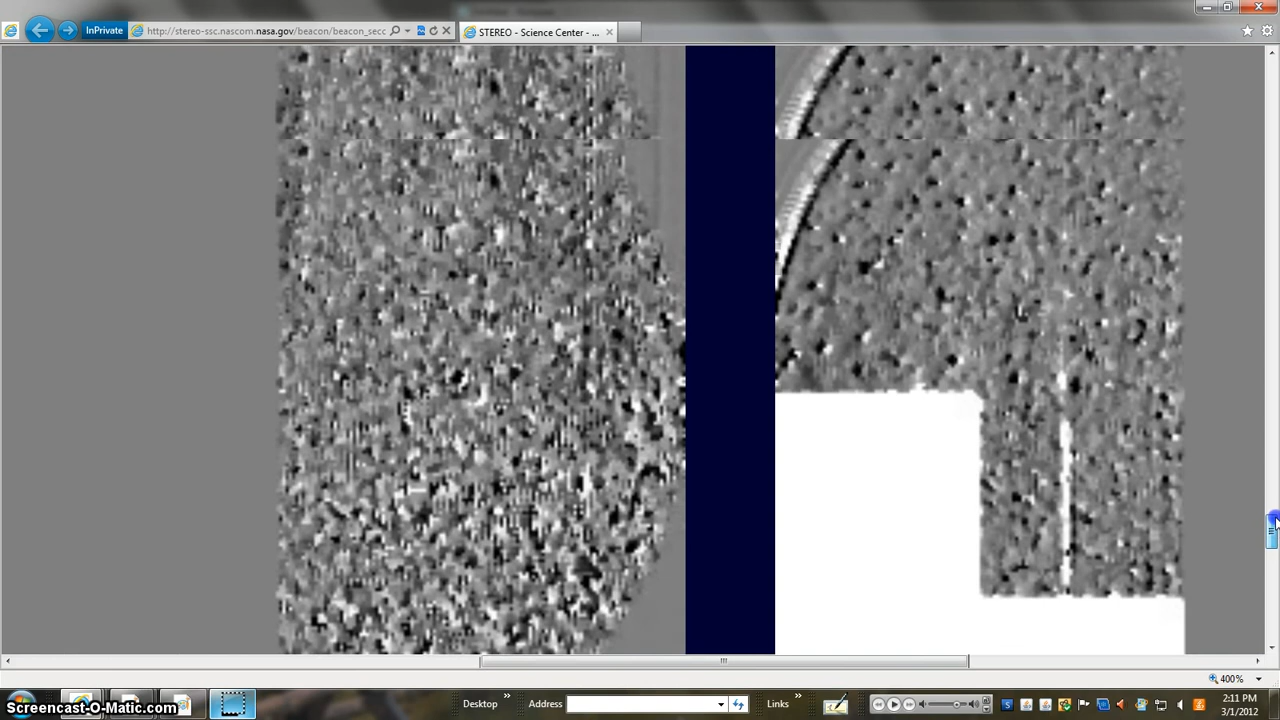 InPrivate
http://stereo-ssc.nascom.nasa.gov/beacon/beacon_secc
STEREO - Science Center - ...
400%
Desktop
Address
Links
2:11 PM
3/1/2012
Screencast-O-Matic.com